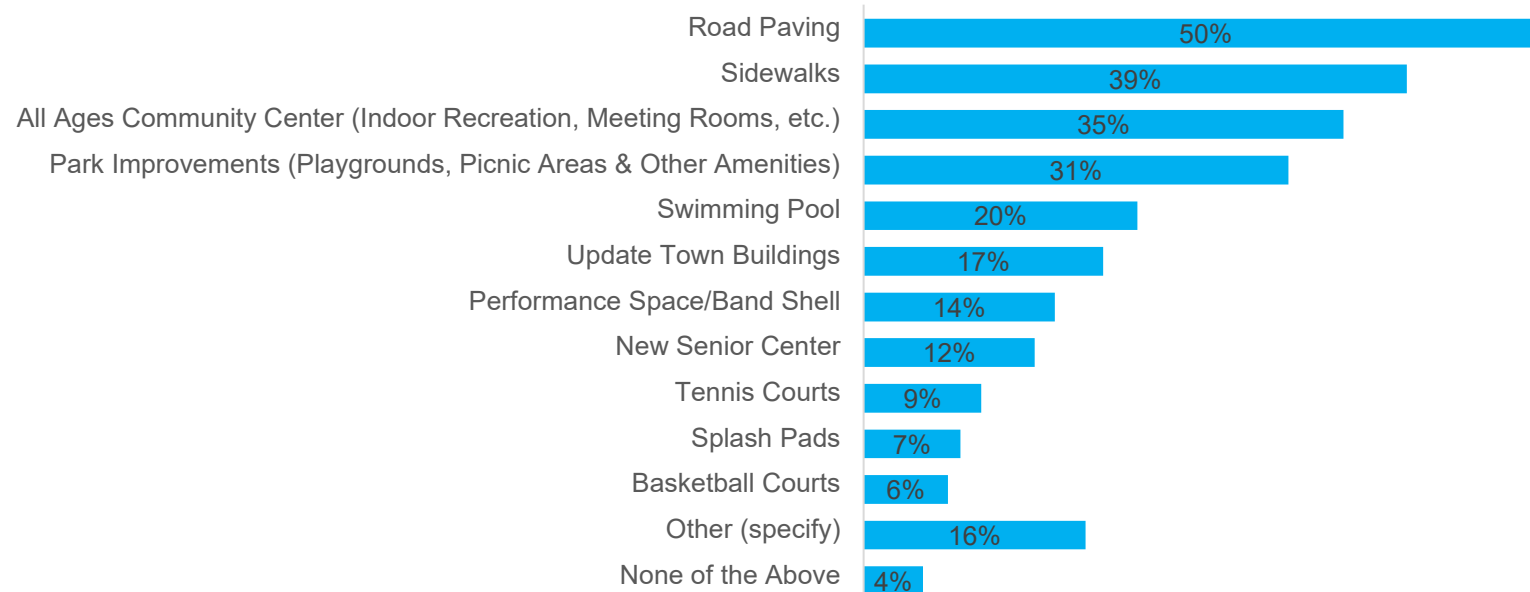 Road Paving 50%
Sidewalks 39%
All Ages Community Center (Indoor Recreation, Meeting Rooms, etc.) 35%
Park Improvements (Playgrounds, Picnic Areas & Other Amenities) 31%
Swimming Pool 20%
Update Town Buildings 17%
Performance Space/Band Shell 14%
New Senior Center 12%
Tennis Courts 9%
Splash Pads 7%
Basketball Courts 6%
Other (specify) 16%
None of the Above 4%